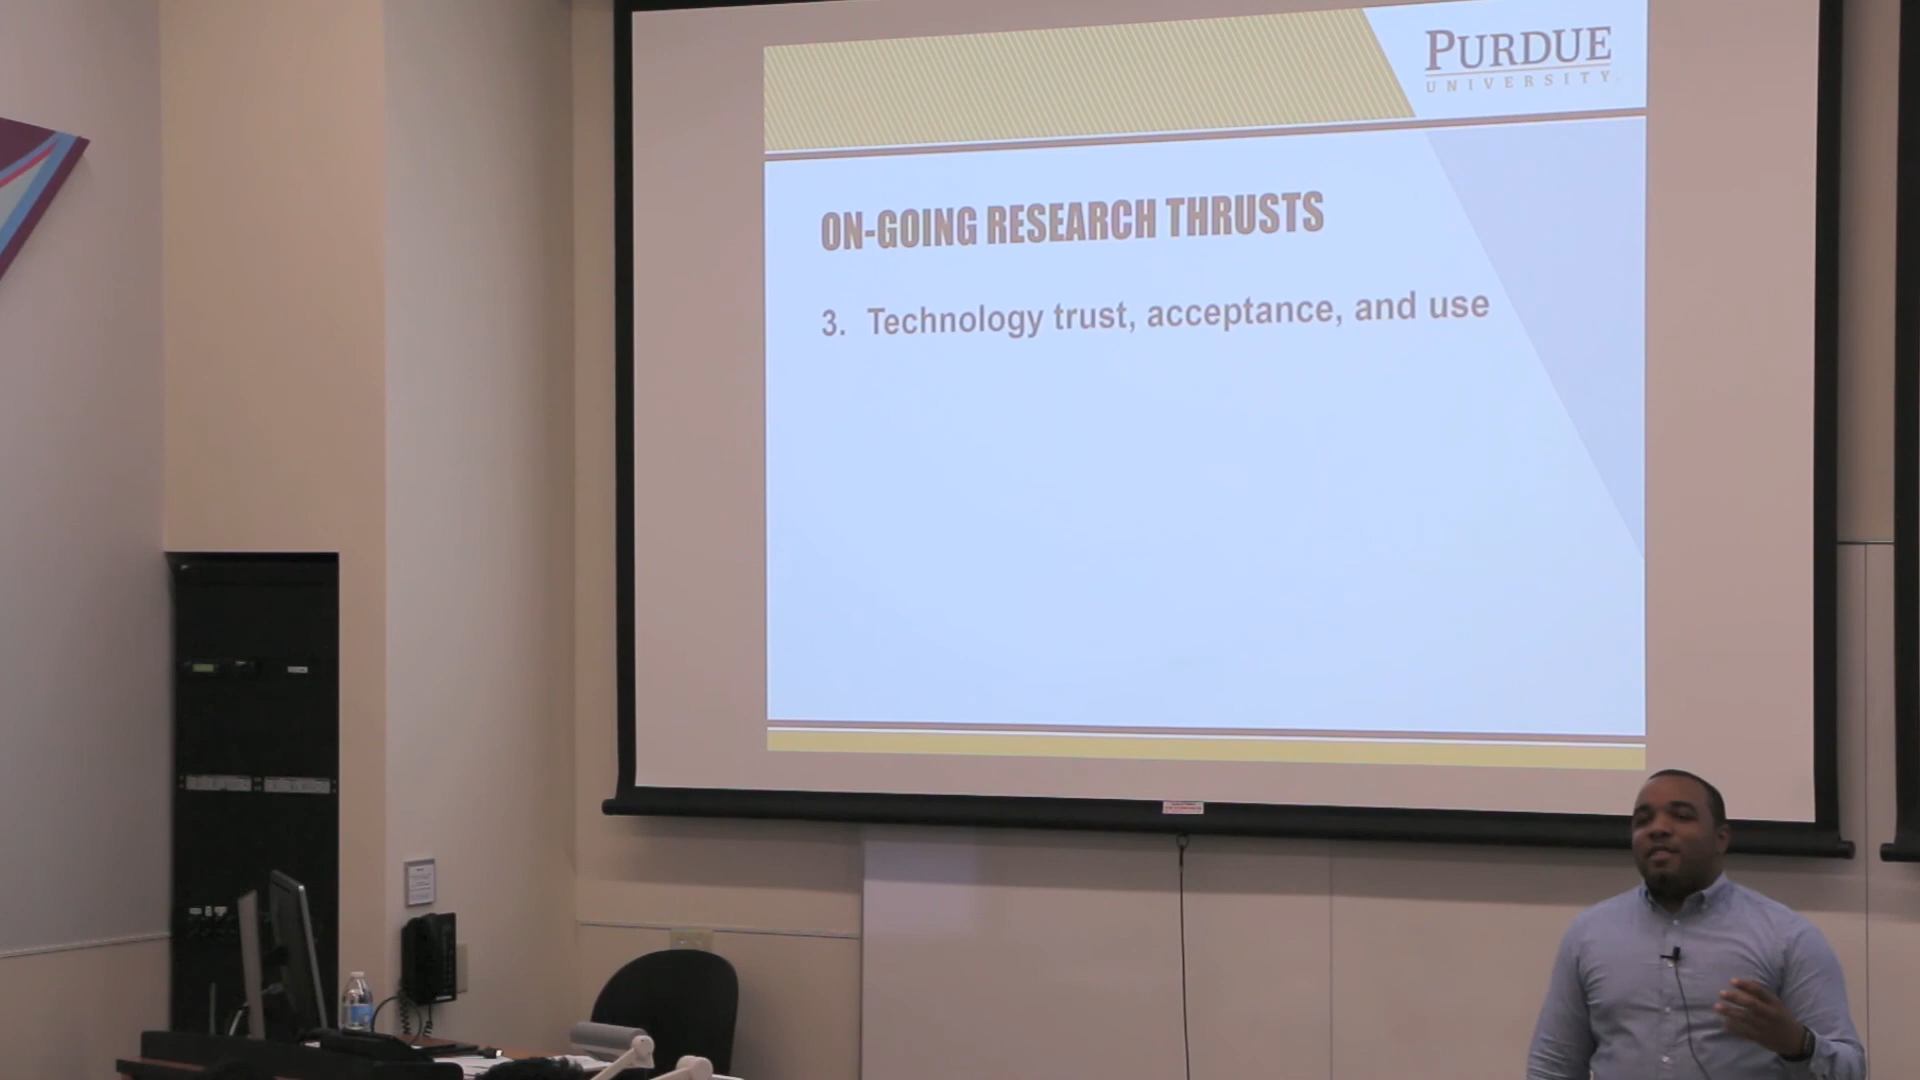 PURDUE
UNIVERSITY
ON-GOING RESEARCH THRUSTS
3. Technology trust, acceptance, and use